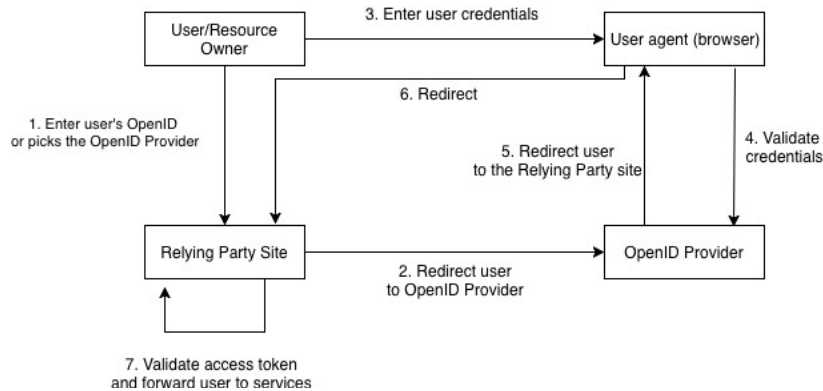 3. Enter user credentials
User/Resource
Owner
User agent (browser)
6. Redirect
1. Enter user's OpenID
or picks the OpenID Provider
5. Redirect user
to the Relying Party site
4. Validate
credentials
Relying Party Site
OpenID Provider
2. Redirect user
to OpenID Provider
7. Validate access token
and forward user to services